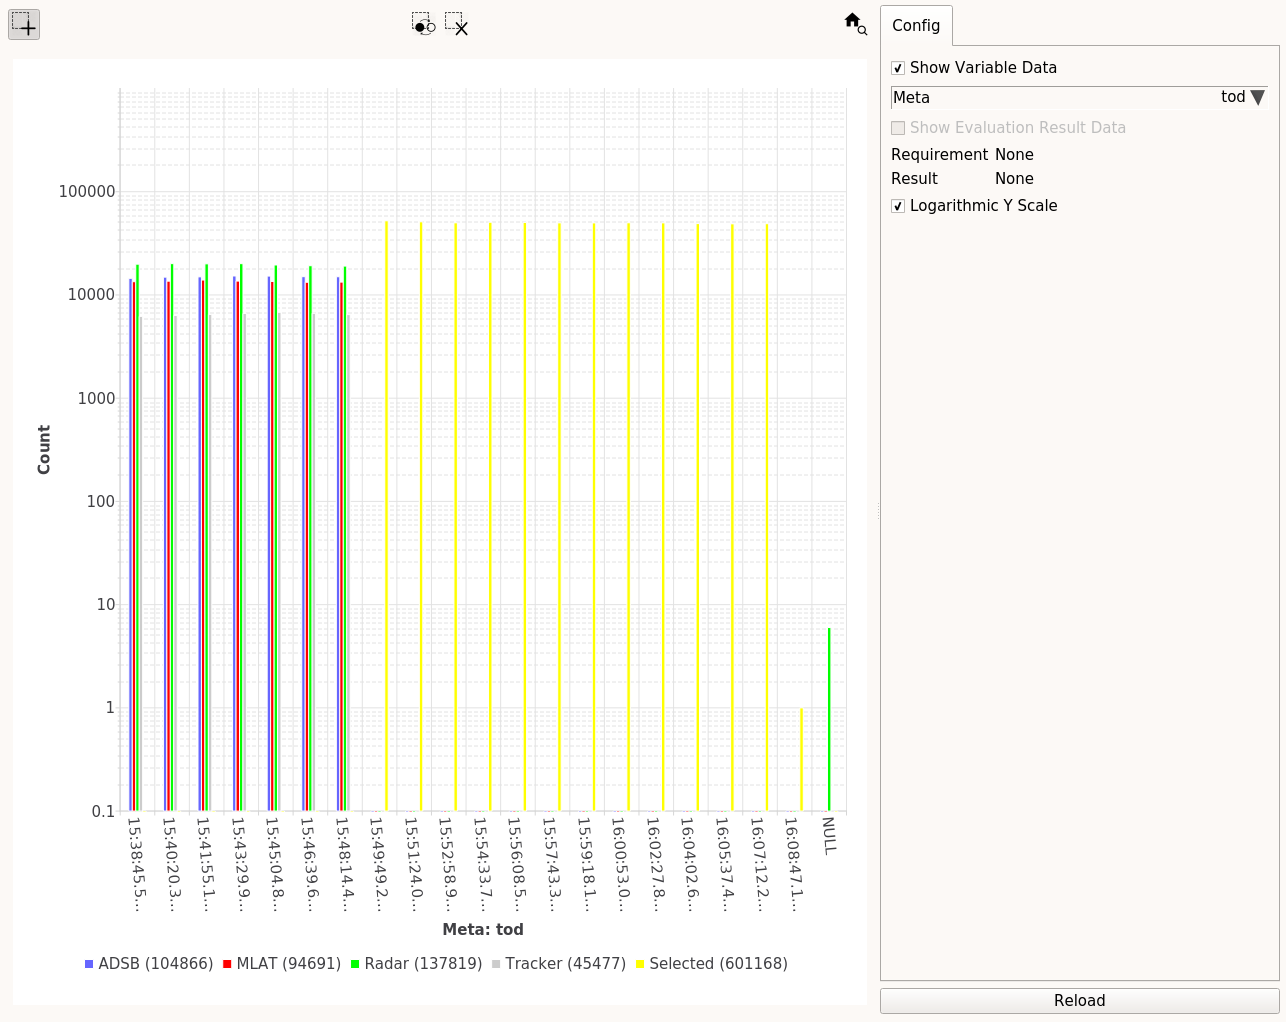 Config
Show Variable Data
Meta tod
Show Evaluation Result Data
Requirement None
Result None
Logarithmic Y Scale
100000
10000
1000
100
10
1
0.1
Count
15:38:45.5...
15:40:20.3...
15:41:55.1...
15:43:29.9...
15:45:04.8...
15:46:39.6...
15:48:14.4...
15:49:49.2...
15:51:24.0...
15:52:58.9...
15:54:33.7...
15:56:08.5...
15:57:43.3...
15:59:18.1...
16:00:53.0...
16:02:27.8...
16:04:02.6...
16:05:37.4...
16:07:12.2...
16:08:47.1...
NULL
Meta: tod
ADSB (104866) MLAT (94691) Radar (137819) Tracker (45477) Selected (601168)
Reload